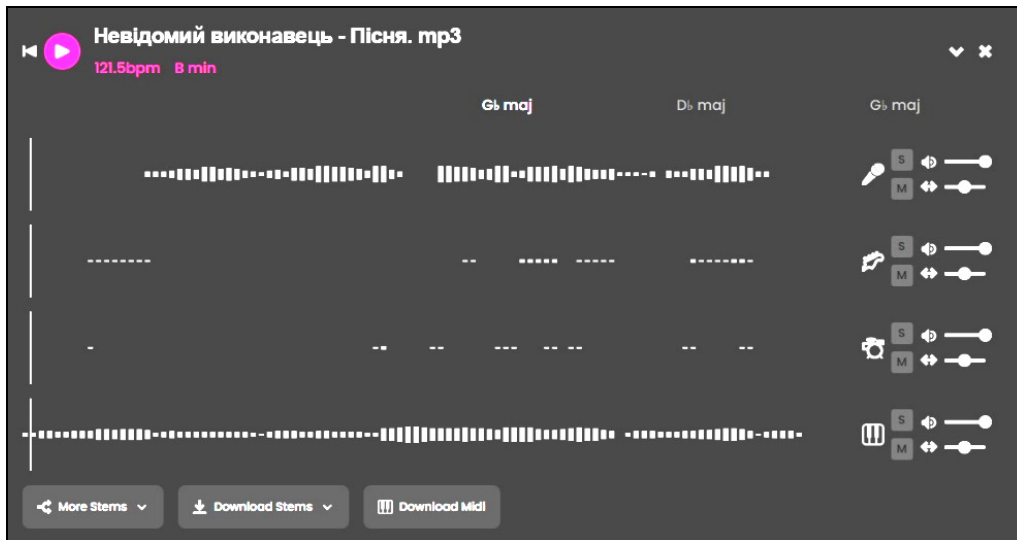 Невідомий виконавець - Пісня. mp3
121.5bpm B min
G♭ maj D♭ maj G♭ maj
S
M
S
M
S
M
S
M
More Stems Download Stems Download Midi